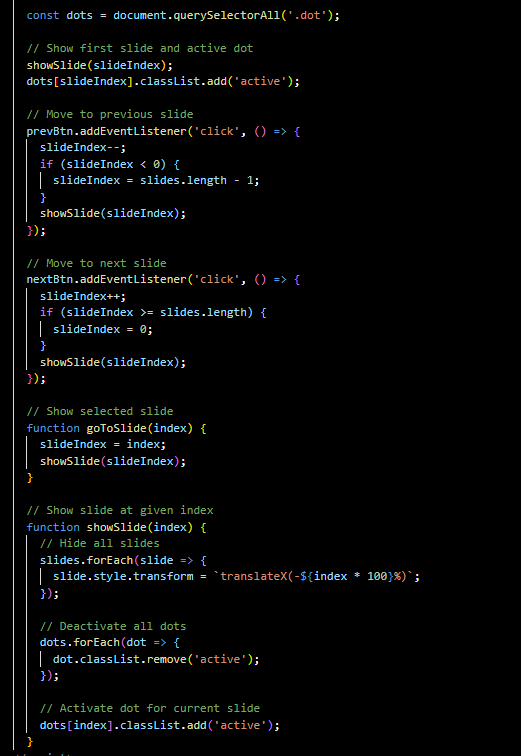 const dots = document.querySelectorAll('.dot');

// Show first slide and active dot
showSlide(slideIndex);
dots[slideIndex].classList.add('active');

// Move to previous slide
prevBtn.addEventListener('click', () => {
  slideIndex--;
  if (slideIndex < 0) {
    slideIndex = slides.length - 1;
  }
  showSlide(slideIndex);
});

// Move to next slide
nextBtn.addEventListener('click', () => {
  slideIndex++;
  if (slideIndex >= slides.length) {
    slideIndex = 0;
  }
  showSlide(slideIndex);
});

// Show selected slide
function goToSlide(index) {
  slideIndex = index;
  showSlide(slideIndex);
}

// Show slide at given index
function showSlide(index) {
  // Hide all slides
  slides.forEach(slide => {
    slide.style.transform = `translateX(-${index * 100}%)`;
  });

  // Deactivate all dots
  dots.forEach(dot => {
    dot.classList.remove('active');
  });

  // Activate dot for current slide
  dots[index].classList.add('active');
}